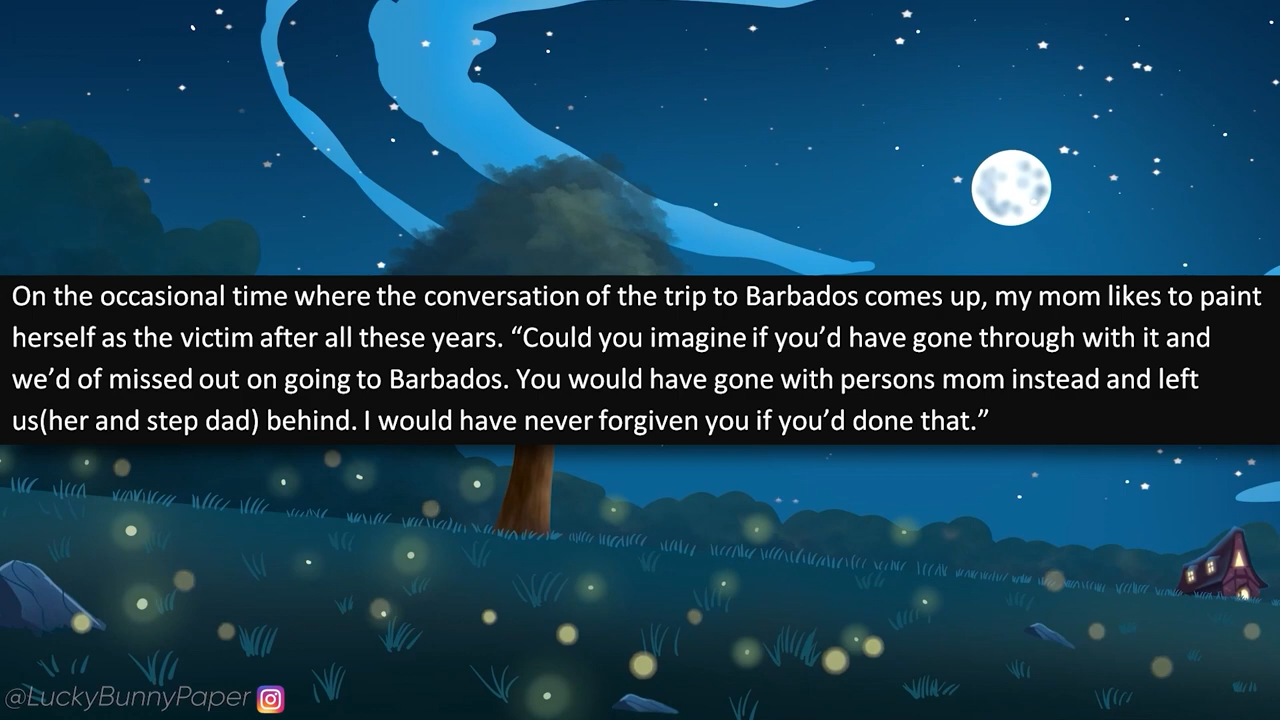 On the occasional time where the conversation of the trip to Barbados comes up, my mom likes to paint
herself as the victim after all these years. “Could you imagine if you’d have gone through with it and
we’d of missed out on going to Barbados. You would have gone with persons mom instead and left
us(her and step dad) behind. I would have never forgiven you if you’d done that.”
@LuckyBunnyPaper